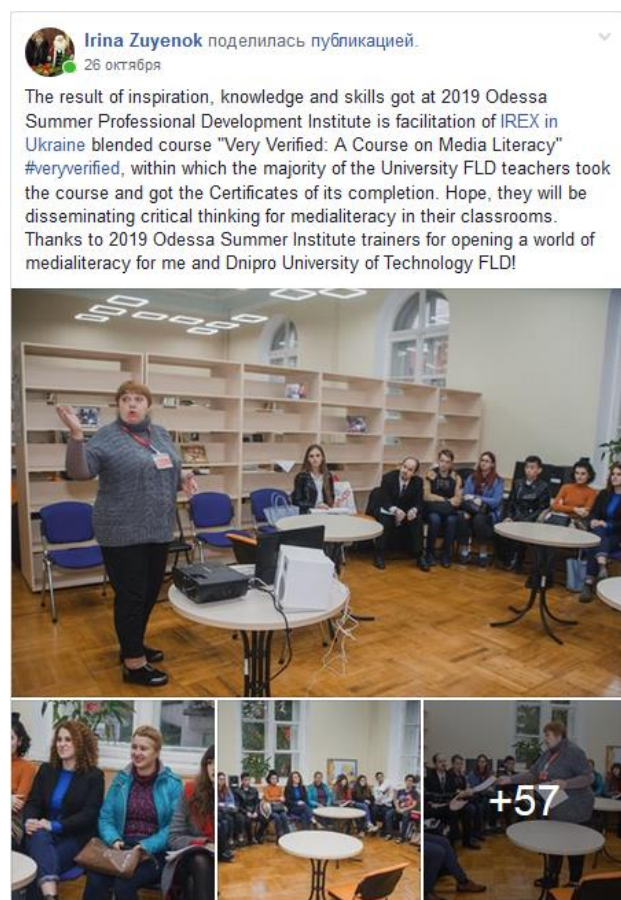 Irina Zuyenok поделилась публикацией.
26 октября
The result of inspiration, knowledge and skills got at 2019 Odessa
Summer Professional Development Institute is facilitation of IREX in
Ukraine blended course "Very Verified: A Course on Media Literacy"
#veryverified, within which the majority of the University FLD teachers took
the course and got the Certificates of its completion. Hope, they will be
disseminating critical thinking for medialiteracy in their classrooms.
Thanks to 2019 Odessa Summer Institute trainers for opening a world of
medialiteracy for me and Dnipro University of Technology FLD!
+57